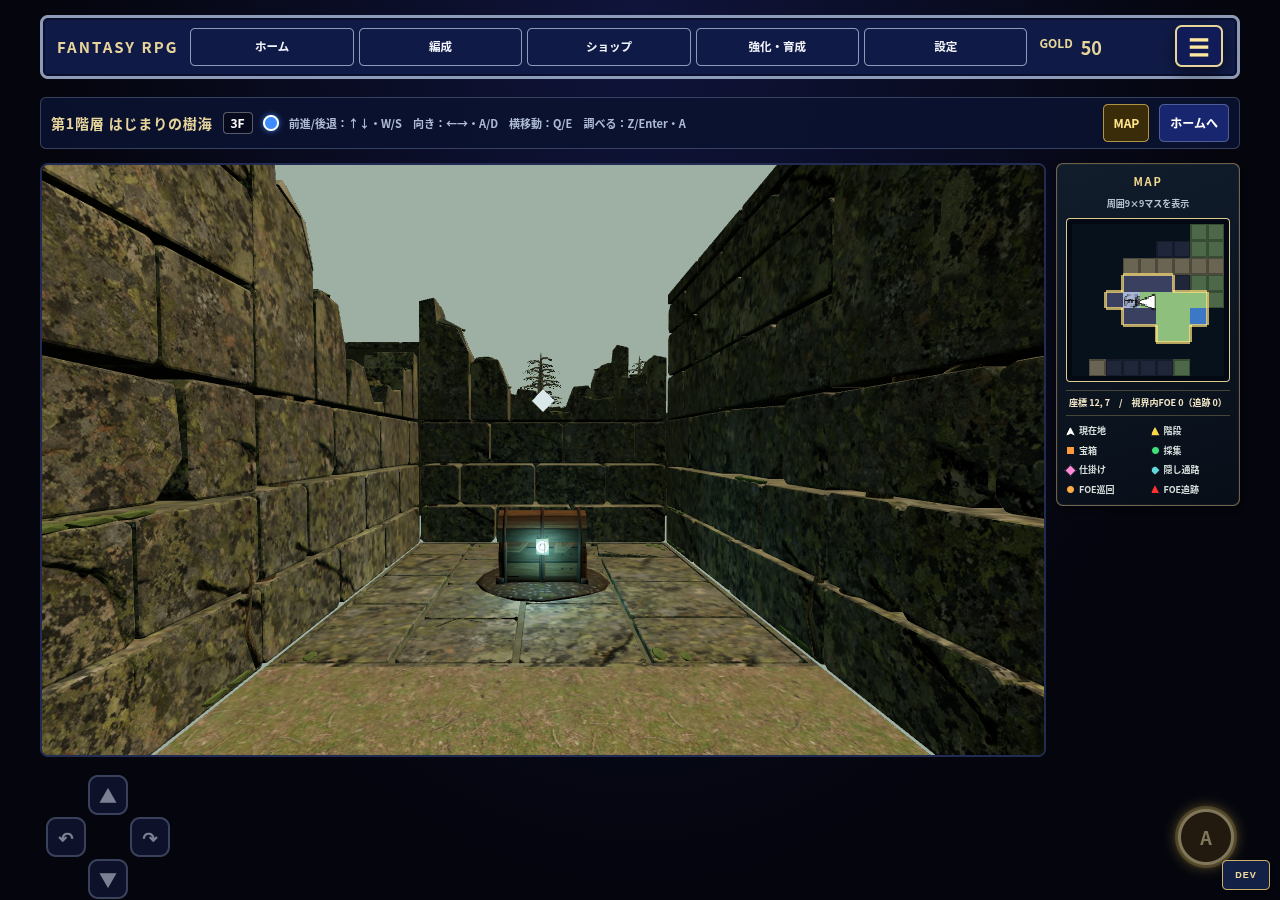 FANTASY RPG
ホーム
編成
ショップ
強化・育成
設定
GOLD 50
第1階層 はじまりの樹海
3F
前進/後退：↑↓・W/S 向き：←→・A/D 横移動：Q/E 調べる：Z/Enter・A
MAP
ホームへ
MAP
周囲9×9マスを表示
座標 12, 7 / 視界内FOE 0（追跡 0）
現在地
階段
宝箱
採集
仕掛け
隠し通路
FOE巡回
FOE追跡
A
DEV